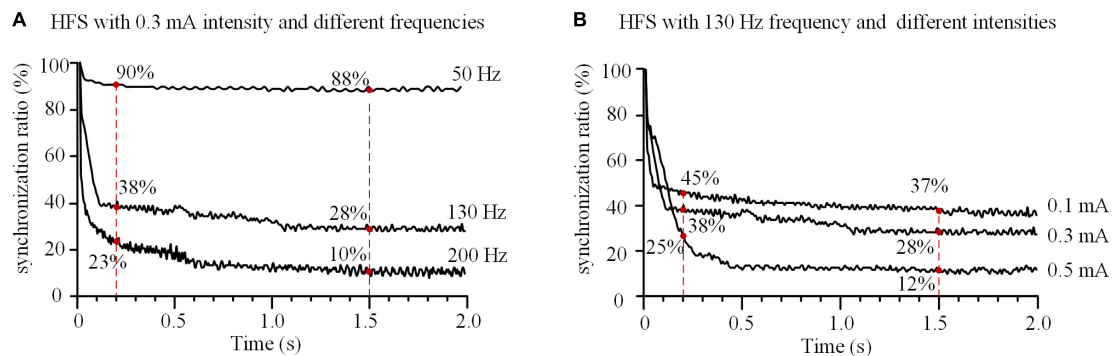 A HFS with 0.3 mA intensity and different frequencies
synchronization ratio (%)
100
80
60
40
20
0
90%
88%
50 Hz
38%
28%
130 Hz
23%
10%
200 Hz
0 0.5 1.0 1.5 2.0
Time (s)
B HFS with 130 Hz frequency and different intensities
synchronization ratio (%)
100
80
60
40
20
0
45%
37%
0.1 mA
38%
28%
0.3 mA
25%
12%
0.5 mA
0 0.5 1.0 1.5 2.0
Time (s)